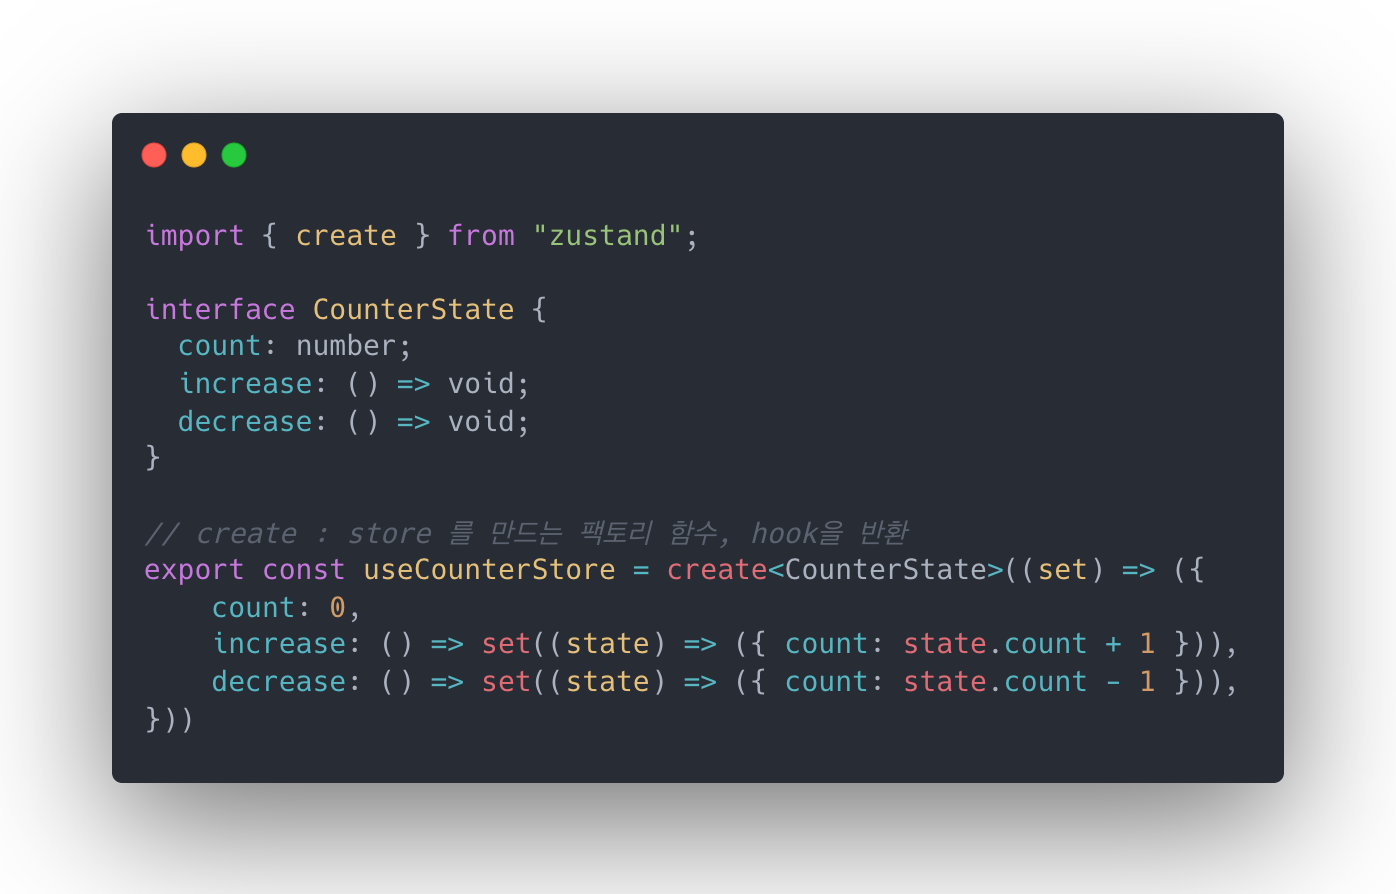 import { create } from "zustand";
interface CounterState {
  count: number;
  increase: () => void;
  decrease: () => void;
}
// create : store 를 만드는 팩토리 함수, hook을 반환
export const useCounterStore = create<CounterState>((set) => ({
    count: 0,
    increase: () => set((state) => ({ count: state.count + 1 })),
    decrease: () => set((state) => ({ count: state.count - 1 })),
}))